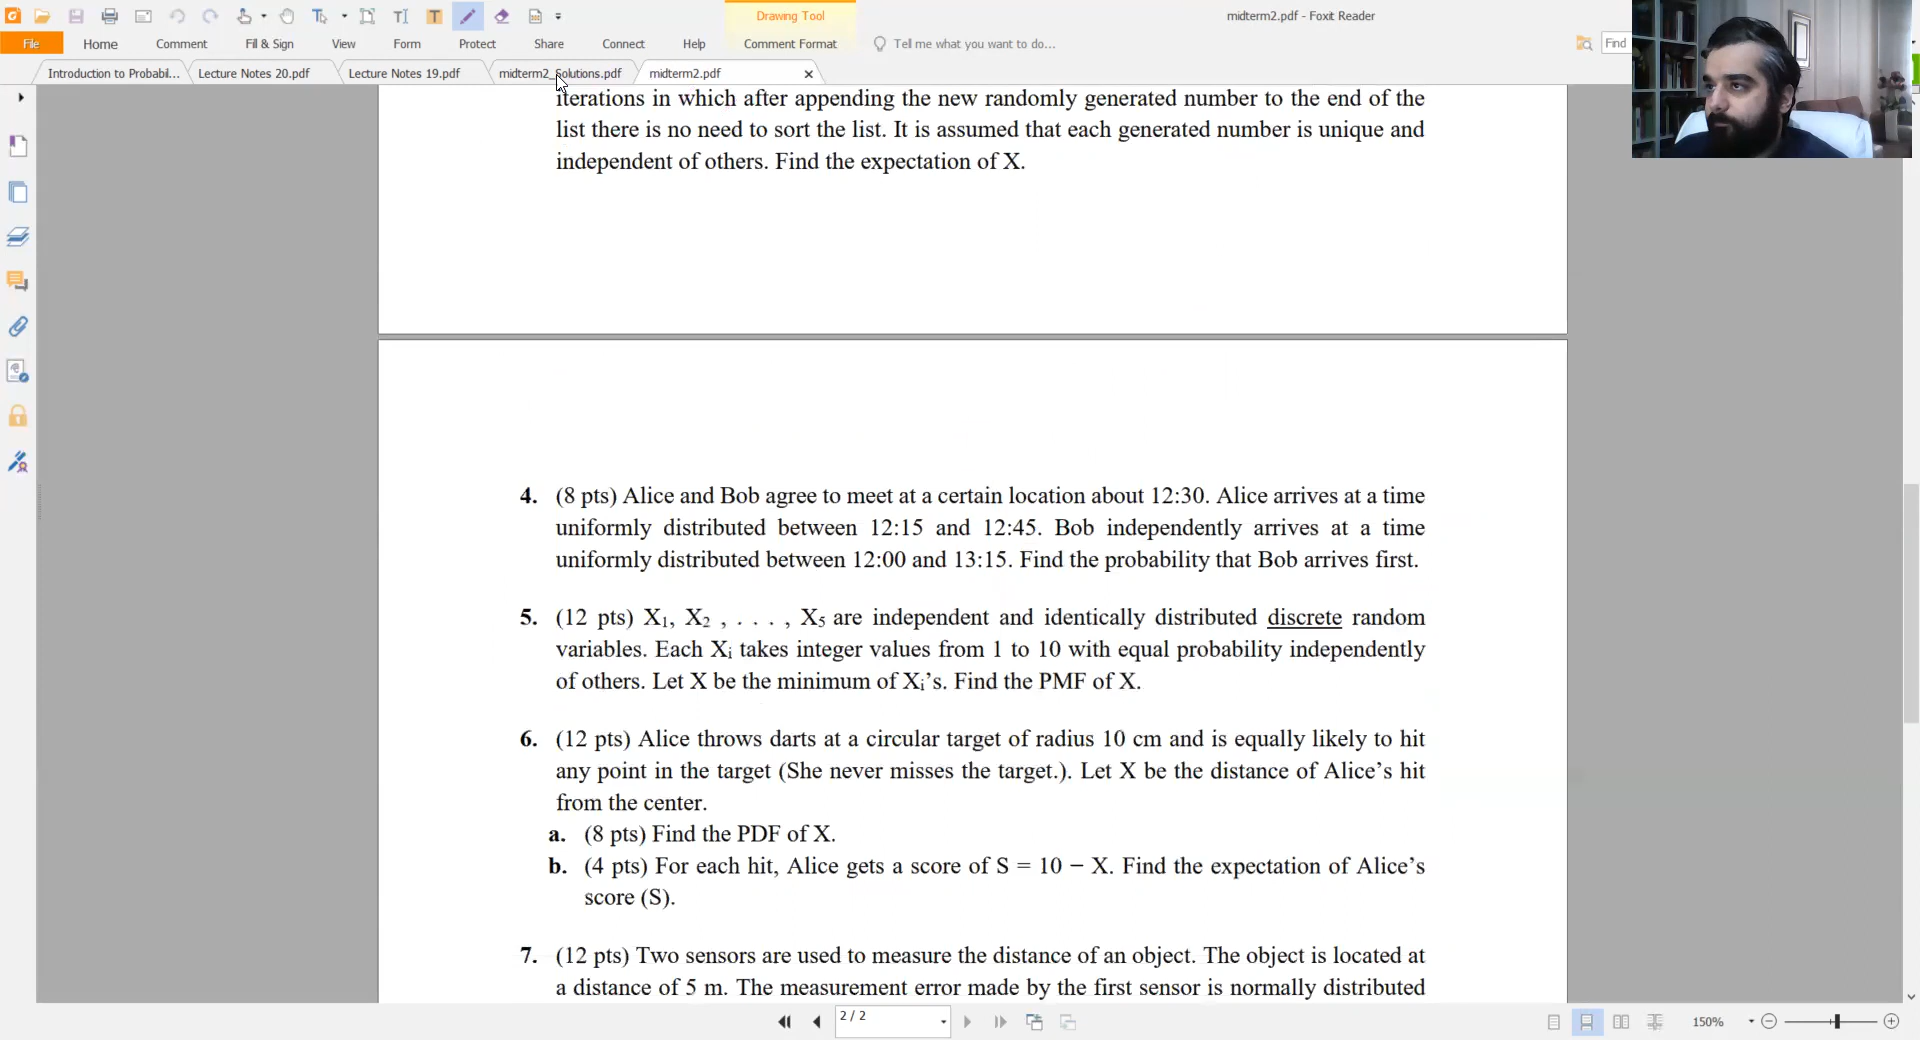 Drawing Tool
midterm2.pdf - Foxit Reader
File
Home
Comment
Fill & Sign
View
Form
Protect
Share
Connect
Help
Comment Format
Tell me what you want to do...
Find
Introduction to Probabil...
Lecture Notes 20.pdf
Lecture Notes 19.pdf
midterm2_Solutions.pdf
midterm2.pdf
iterations in which after appending the new randomly generated number to the end of the
list there is no need to sort the list. It is assumed that each generated number is unique and
independent of others. Find the expectation of X.
4. (8 pts) Alice and Bob agree to meet at a certain location about 12:30. Alice arrives at a time
uniformly distributed between 12:15 and 12:45. Bob independently arrives at a time
uniformly distributed between 12:00 and 13:15. Find the probability that Bob arrives first.
5. (12 pts) X₁, X₂ , . . . , X₅ are independent and identically distributed discrete random
variables. Each Xᵢ takes integer values from 1 to 10 with equal probability independently
of others. Let X be the minimum of Xᵢ's. Find the PMF of X.
6. (12 pts) Alice throws darts at a circular target of radius 10 cm and is equally likely to hit
any point in the target (She never misses the target.). Let X be the distance of Alice's hit
from the center.
a. (8 pts) Find the PDF of X.
b. (4 pts) For each hit, Alice gets a score of S = 10 − X. Find the expectation of Alice's
score (S).
7. (12 pts) Two sensors are used to measure the distance of an object. The object is located at
a distance of 5 m. The measurement error made by the first sensor is normally distributed
2 / 2
150%